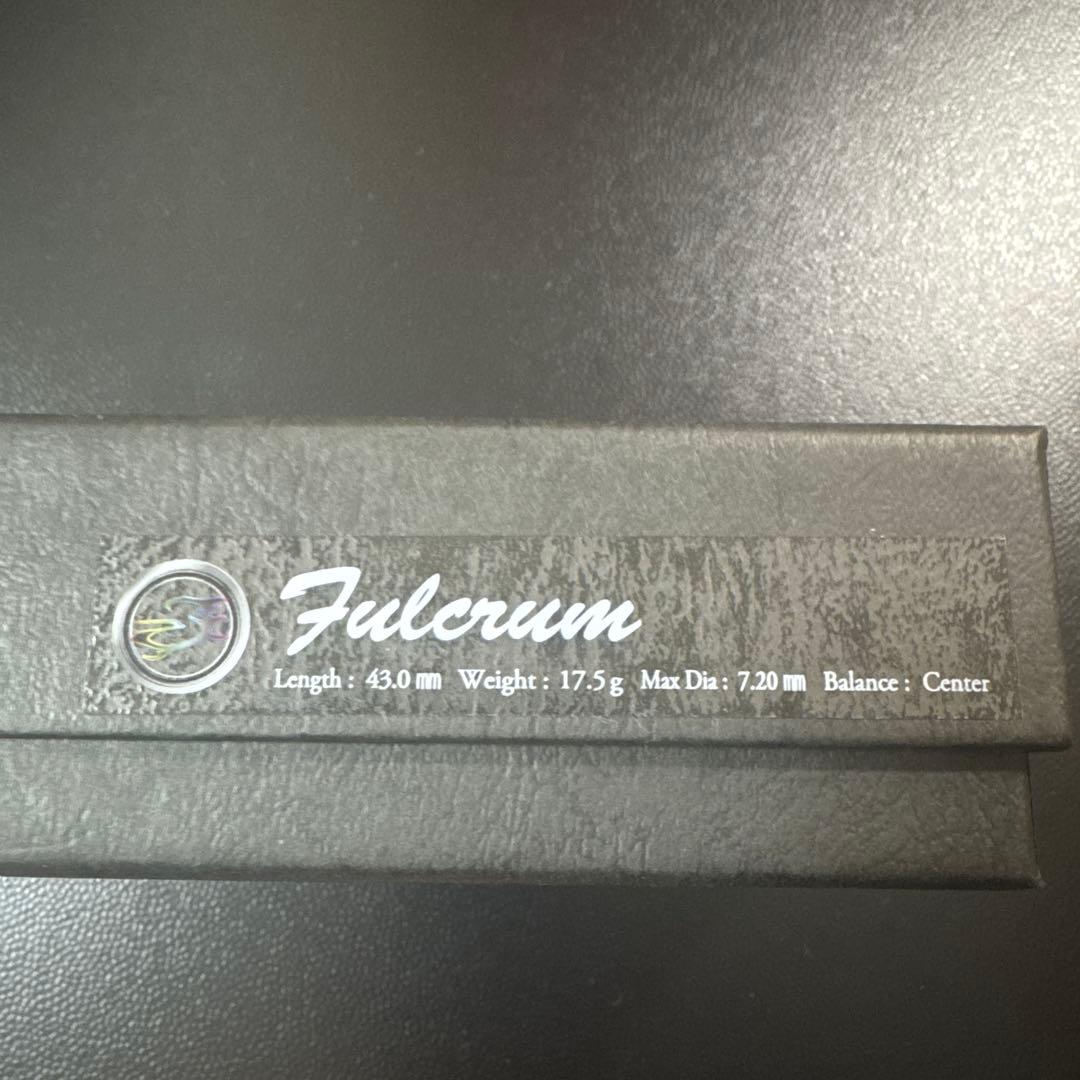 Fulcrum
Length : 43.0 ㎜ Weight : 17.5 g Max Dia : 7.20 ㎜ Balance : Center